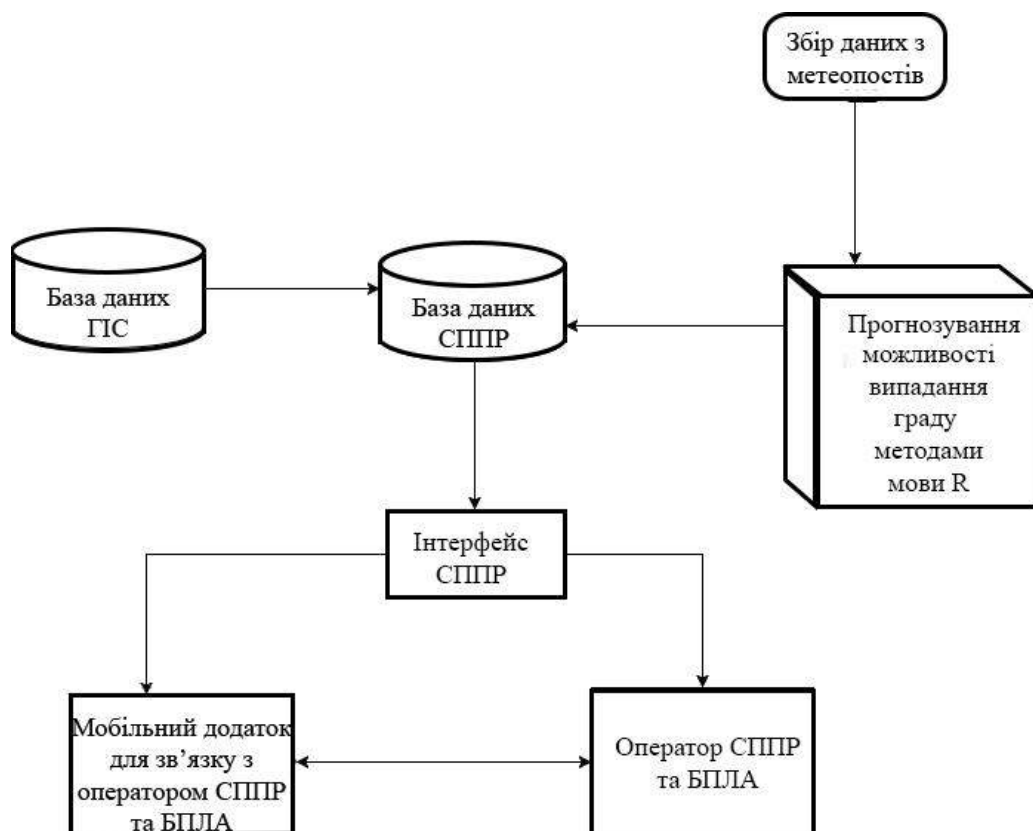 Збір даних з
метеопостів
База даних
ГІС
База даних
СППР
Прогнозування
можливості
випадання
граду
методами
мови R
Інтерфейс
СППР
Мобільний додаток
для зв’язку з
оператором СППР
та БПЛА
Оператор СППР
та БПЛА